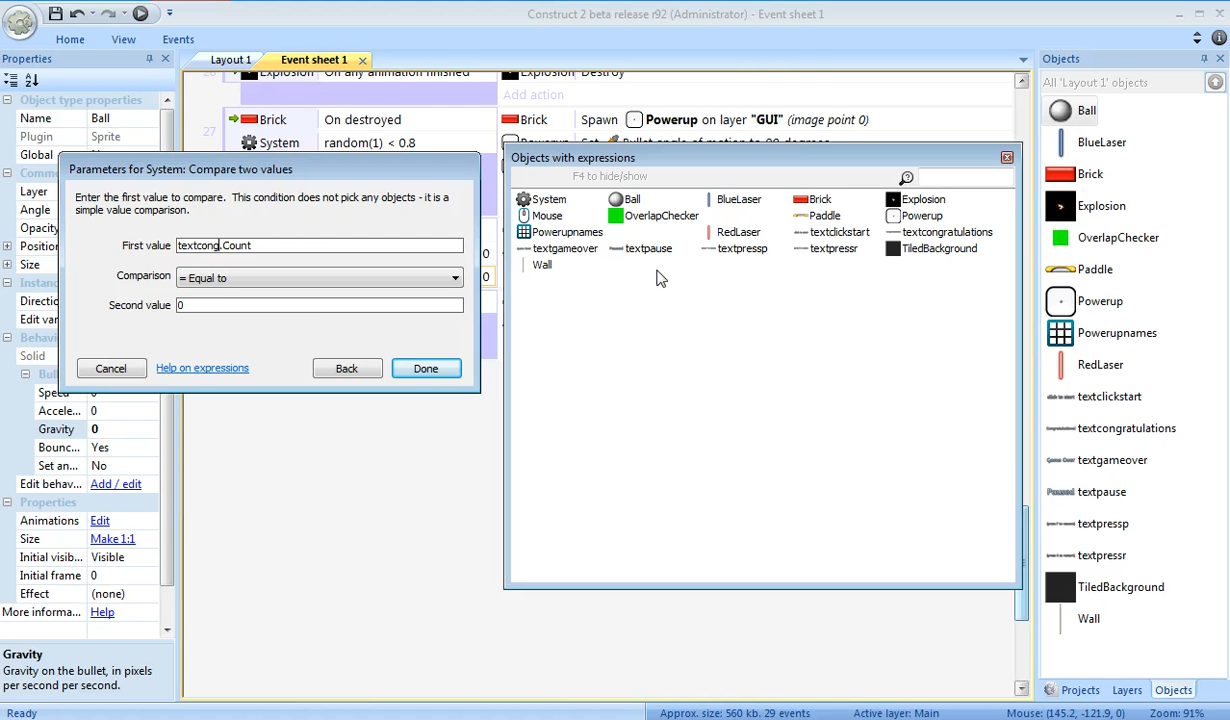 Construct 2 beta release r92 (Administrator) - Event sheet 1
Home View Events
Properties
Layout 1 Event sheet 1
Objects
Object type properties
Name Ball
Plugin Sprite
Global
Layer
Angle
Opacity
Position
Size
Gravity 0
Acceler... 0
Bounc... Yes
Set an... No
Edit behav... Add / edit
Properties
Animations Edit
Size Make 1:1
Initial visib... Visible
Initial frame 0
Effect (none)
More informa... Help
Gravity
Gravity on the bullet, in pixels
per second per second.
Explosion On any animation finished Explosion Destroy
Add action
27
Brick On destroyed Brick Spawn Powerup on layer "GUI" (image point 0)
System random(1) < 0.8
Parameters for System: Compare two values
Enter the first value to compare. This condition does not pick any objects - it is a
simple value comparison.
First value textcong.Count
Comparison = Equal to
Second value 0
Cancel Help on expressions Back Done
Objects with expressions
F4 to hide/show
System Ball BlueLaser Brick Explosion
Mouse OverlapChecker Paddle Powerup
Powerupnames RedLaser textclickstart textcongratulations
textgameover textpause textpressp textpressr TiledBackground
Wall
All 'Layout 1' objects
Ball
BlueLaser
Brick
Explosion
OverlapChecker
Paddle
Powerup
Powerupnames
RedLaser
textclickstart
textcongratulations
textgameover
textpause
textpressp
textpressr
TiledBackground
Wall
Projects Layers Objects
Ready Approx. size: 560 kb. 29 events Active layer: Main Mouse: (145.2, -121.9, 0) Zoom: 91%